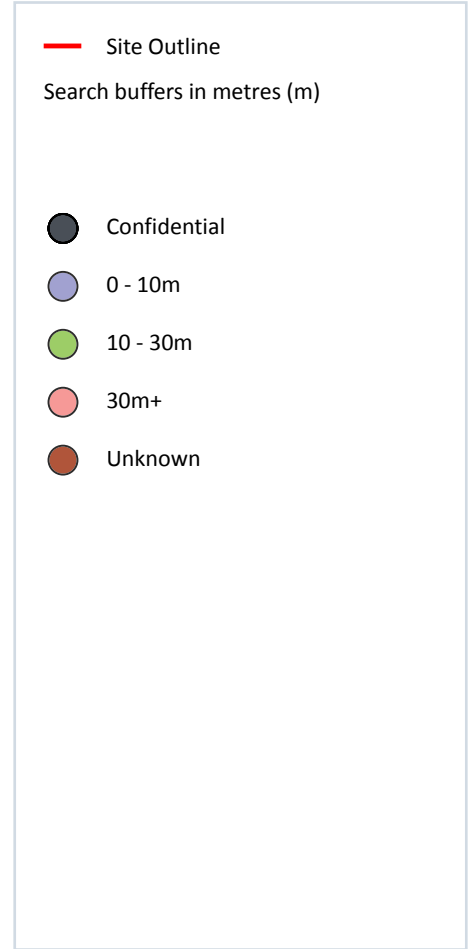 Site Outline
Search buffers in metres (m)
Confidential
0 - 10m
10 - 30m
30m+
Unknown